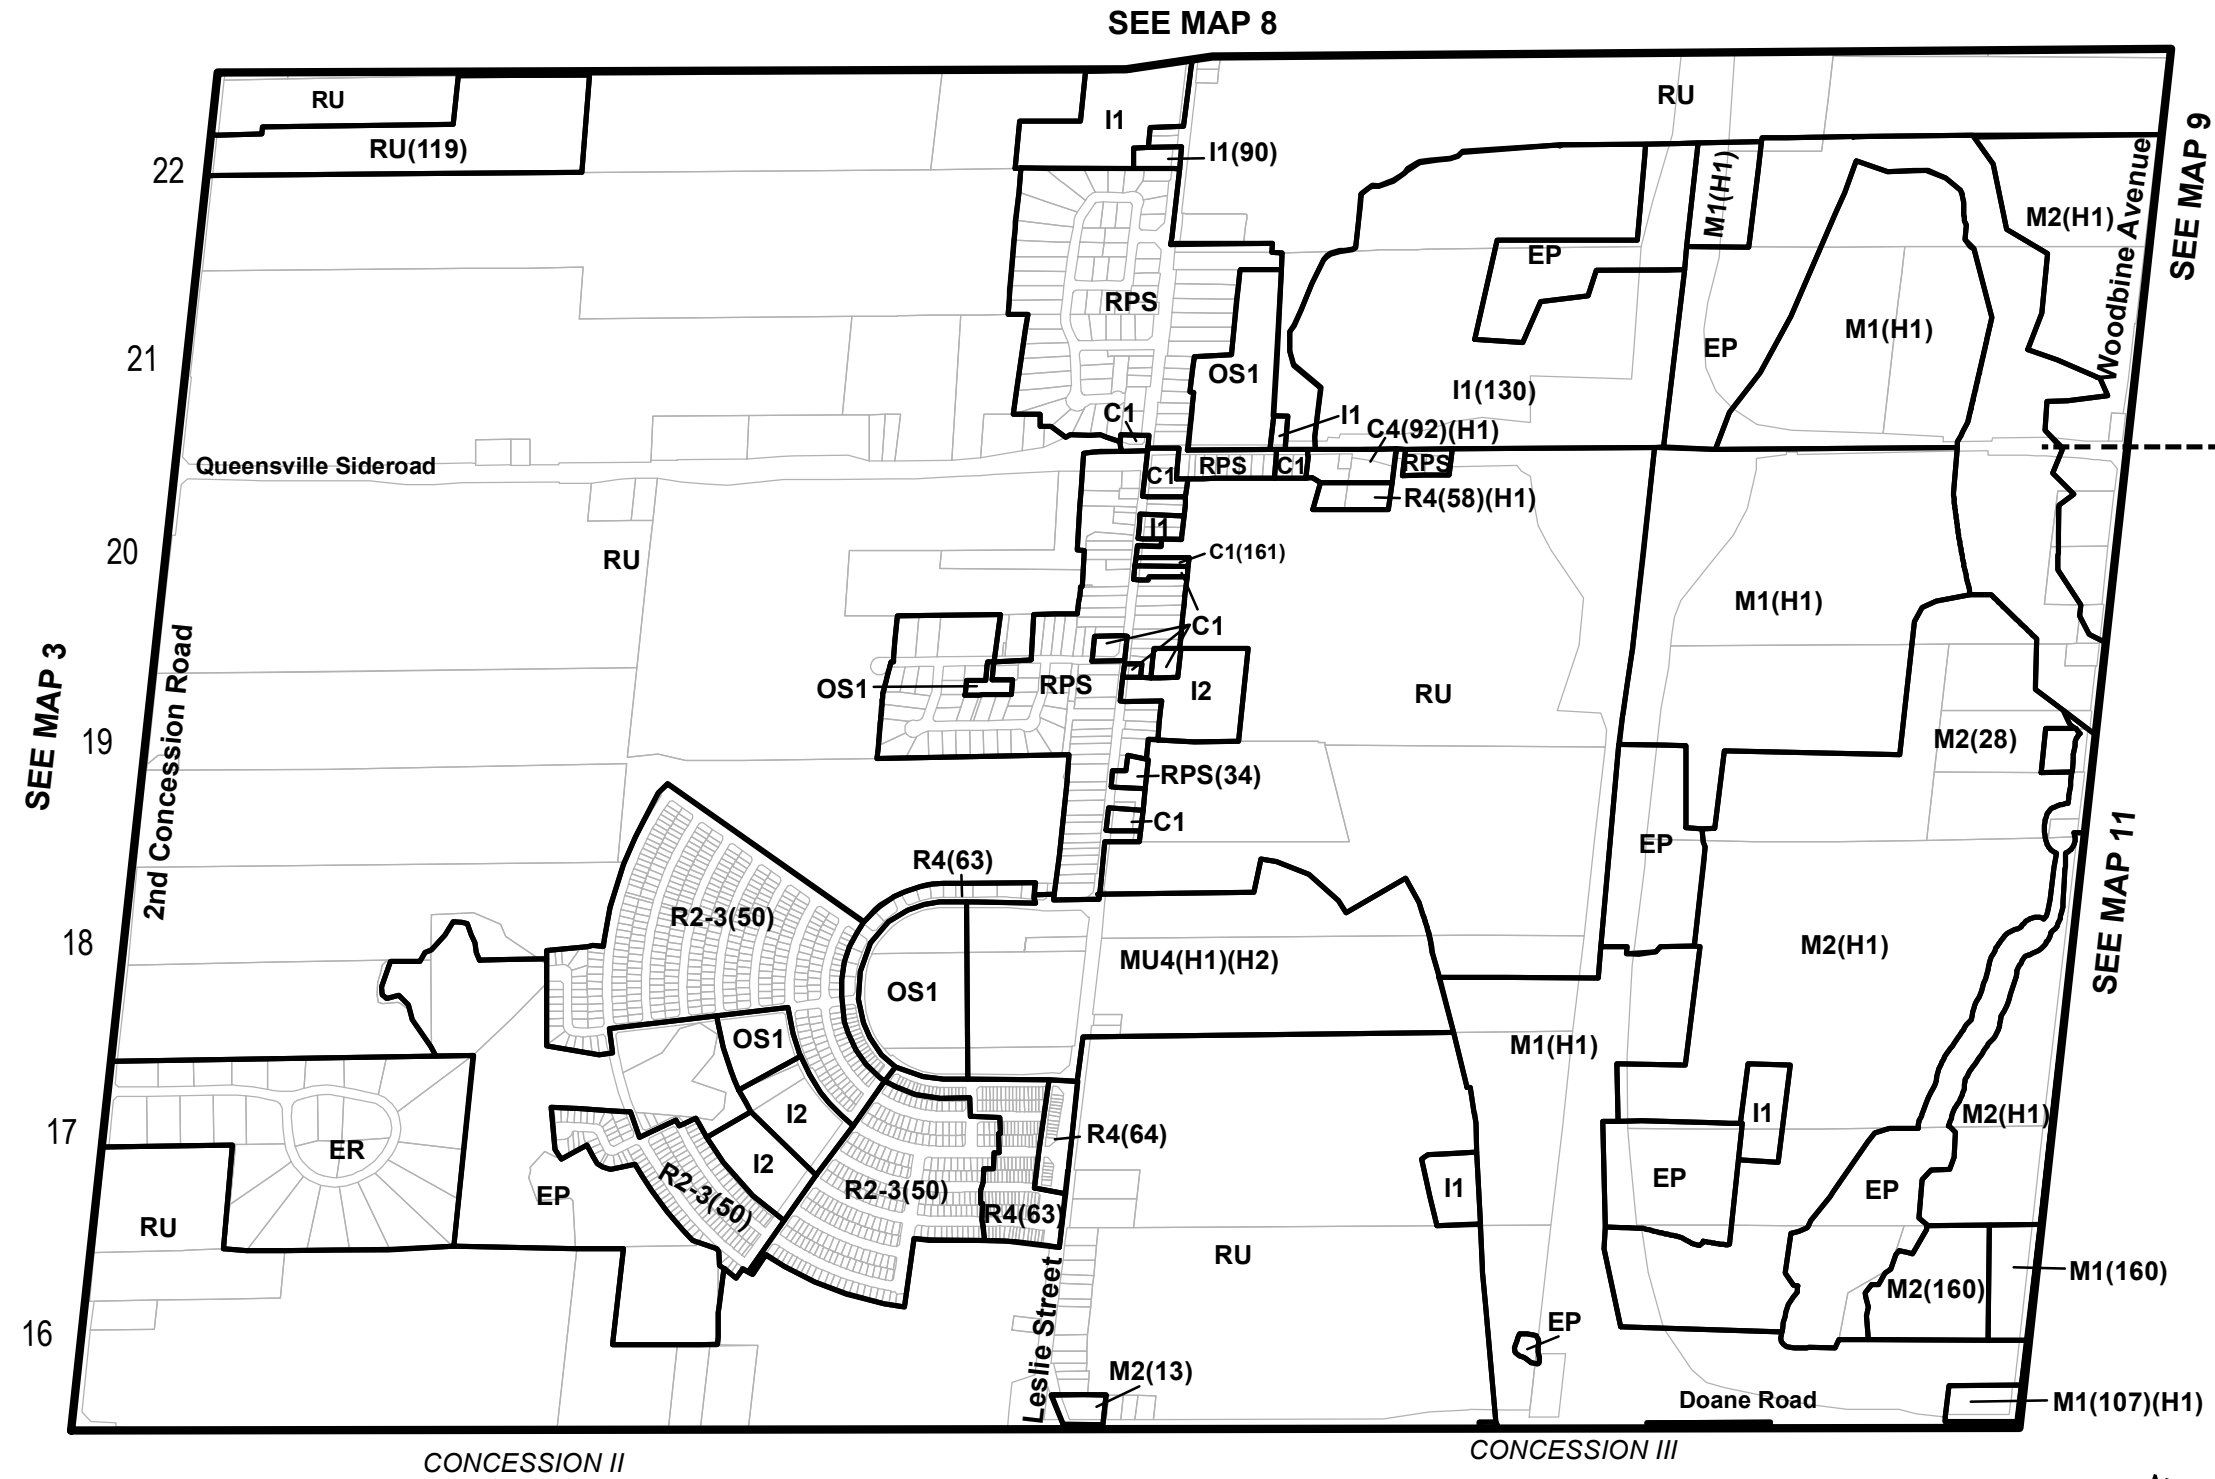 SEE MAP 8
RU
RU
I1
SEE MAP 9
RU(119)
I1(90)
22
M1(H1)
Woodbine Avenue
M2(H1)
EP
RPS
21
M1(H1)
EP
OS1
I1(130)
C1
I1
C4(92)(H1)
Queensville Sideroad
RPS
C1
RPS
C1
R4(58)(H1)
I1
20
RU
C1(161)
M1(H1)
C1
SEE MAP 3
2nd Concession Road
OS1
RPS
I2
RU
19
M2(28)
RPS(34)
C1
EP
R4(63)
SEE MAP 11
R2-3(50)
18
MU4(H1)(H2)
M2(H1)
OS1
OS1
M1(H1)
I2
I1
M2(H1)
17
R4(64)
ER
I2
R2-3(50)
R2-3(50)
EP
I1
EP
EP
R4(63)
RU
RU
Leslie Street
M1(160)
M2(160)
16
EP
M2(13)
Doane Road
M1(107)(H1)
CONCESSION II
CONCESSION III